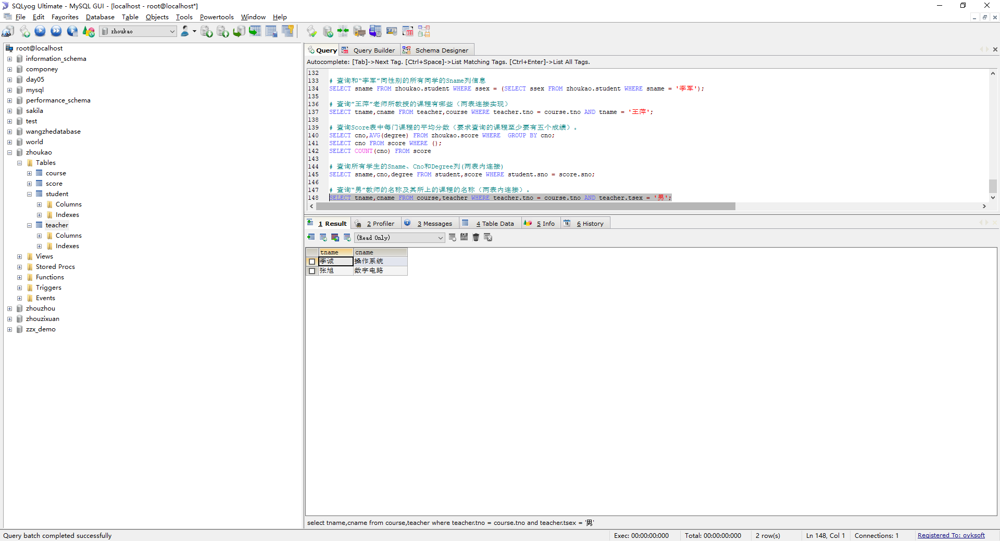 SQLyog Ultimate - MySQL GUI - [localhost - root@localhost*]
File Edit Favorites Database Table Objects Tools Powertools Window Help
zhoukao
root@localhost
information_schema
componey
day05
mysql
performance_schema
sakila
test
wangzhedatabase
world
zhoukao
Tables
course
score
student
Columns
Indexes
teacher
Columns
Indexes
Views
Stored Procs
Functions
Triggers
Events
zhouzhou
zhouzixuan
zzx_demo
Query Query Builder Schema Designer
Autocomplete: [Tab]->Next Tag. [Ctrl+Space]->List Matching Tags. [Ctrl+Enter]->List All Tags.
132
133 # 查询和“李军”同性别的所有同学的Sname列信息
134 SELECT sname FROM zhoukao.student WHERE ssex = (SELECT ssex FROM zhoukao.student WHERE sname = '李军');
135
136 # 查询”王萍”老师所教授的课程有哪些（两表连接实现）
137 SELECT tname,cname FROM teacher,course WHERE teacher.tno = course.tno AND tname = '王萍';
138
139 # 查询Score表中每门课程的平均分数（要求查询的课程至少要有五个成绩）。
140 SELECT cno,AVG(degree) FROM zhoukao.score WHERE  GROUP BY cno;
141 SELECT cno FROM score WHERE ();
142 SELECT COUNT(cno) FROM score
143
144 # 查询所有学生的Sname、Cno和Degree列(两表内连接)
145 SELECT sname,cno,degree FROM student,score WHERE student.sno = score.sno;
146
147 # 查询“男”教师的名称及其所上的课程的名称（两表内连接）。
148 SELECT tname,cname FROM course,teacher WHERE teacher.tno = course.tno AND teacher.tsex = '男';
1 Result 2 Profiler 3 Messages 4 Table Data 5 Info 18 6 History
(Read Only)
tname cname
李诚 操作系统
张旭 数字电路
select tname,cname from course,teacher where teacher.tno = course.tno and teacher.tsex = '男'
Query batch completed successfully Exec: 00:00:00:000 Total: 00:00:00:000 2 row(s) Ln 148, Col 1 Connections: 1 Registered To: ovksoft